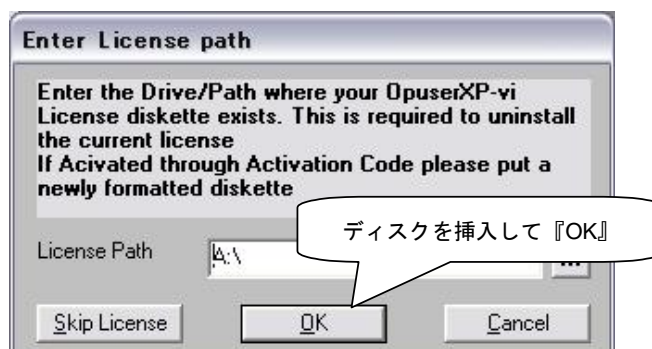 Enter License path
Enter the Drive/Path where your OpuserXP-vi
License diskette exists. This is required to uninstall
the current license
If Acivated through Activation Code please put a
newly formatted diskette
ディスクを挿入して『OK』
License Path
A:\
...
Skip License
OK
Cancel